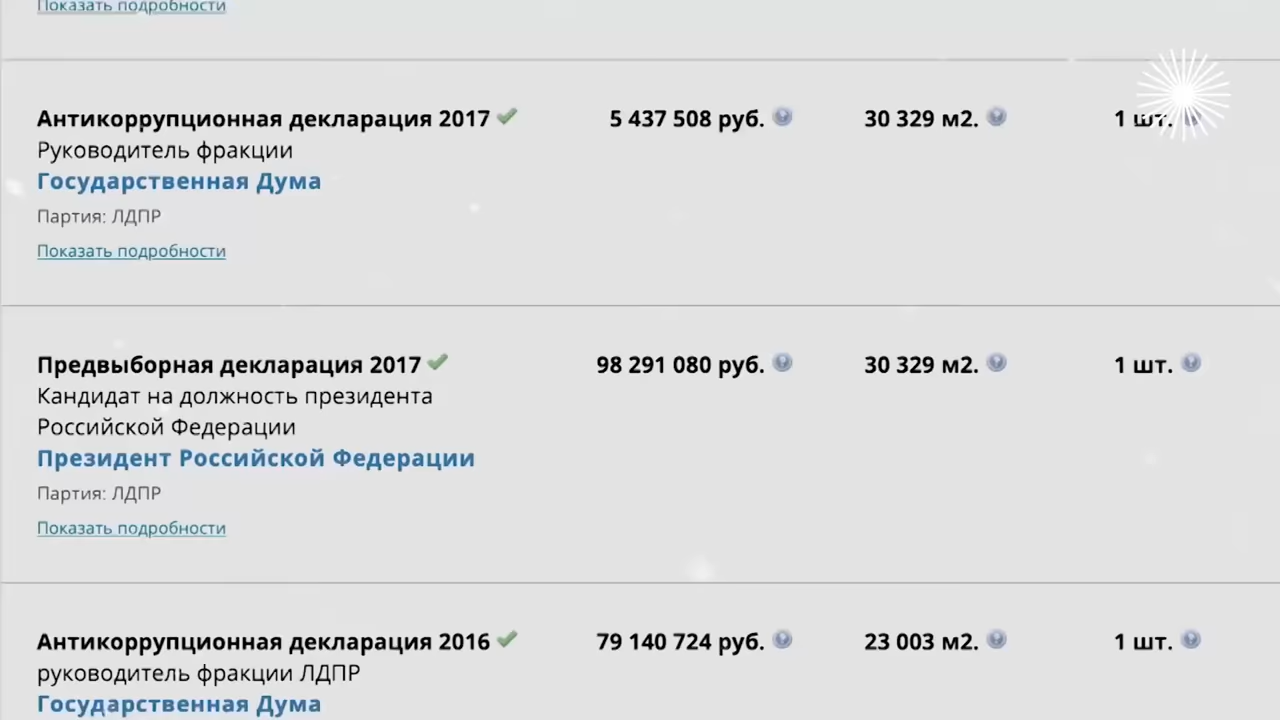 Показать подробности
Антикоррупционная декларация 2017 5 437 508 руб. 30 329 м2. 1 шт.
Руководитель фракции
Государственная Дума
Партия: ЛДПР
Показать подробности
Предвыборная декларация 2017 98 291 080 руб. 30 329 м2. 1 шт.
Кандидат на должность президента
Российской Федерации
Президент Российской Федерации
Партия: ЛДПР
Показать подробности
Антикоррупционная декларация 2016 79 140 724 руб. 23 003 м2. 1 шт.
руководитель фракции ЛДПР
Государственная Дума